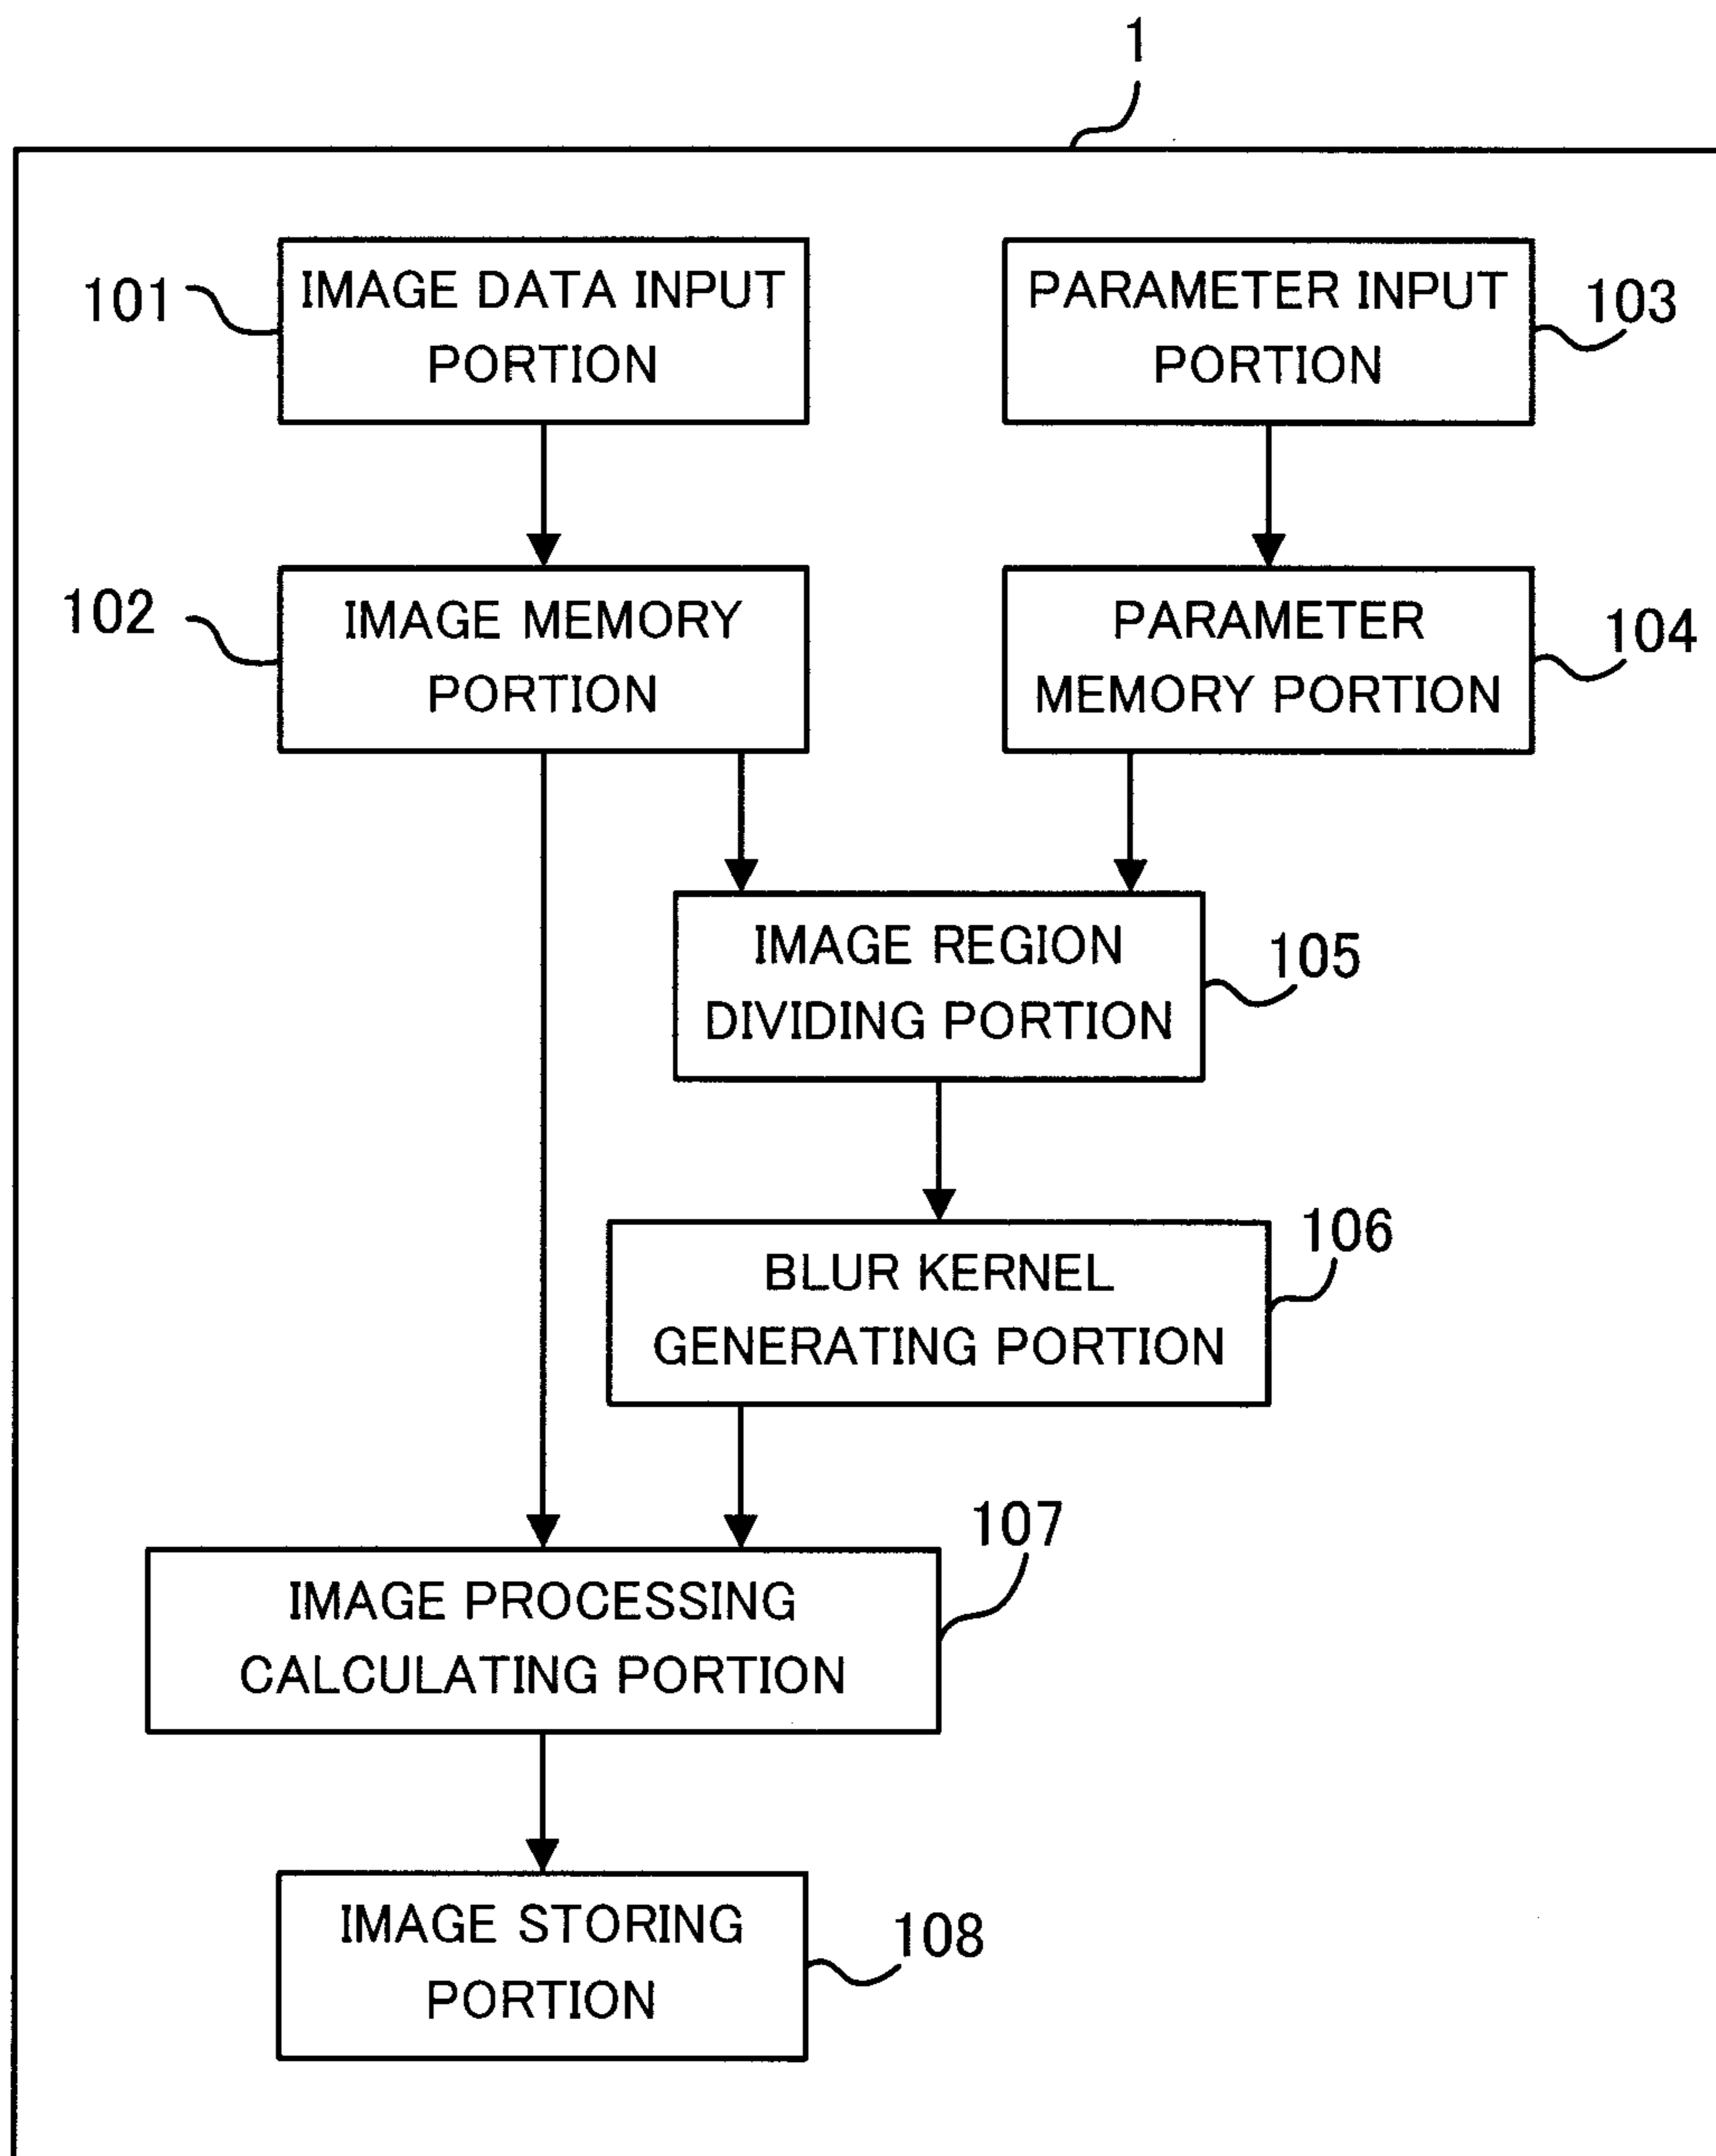 1
101
IMAGE DATA INPUT
PORTION
PARAMETER INPUT
PORTION
103
102
IMAGE MEMORY
PORTION
PARAMETER
MEMORY PORTION
104
IMAGE REGION
DIVIDING PORTION
105
BLUR KERNEL
GENERATING PORTION
106
IMAGE PROCESSING
CALCULATING PORTION
107
IMAGE STORING
PORTION
108